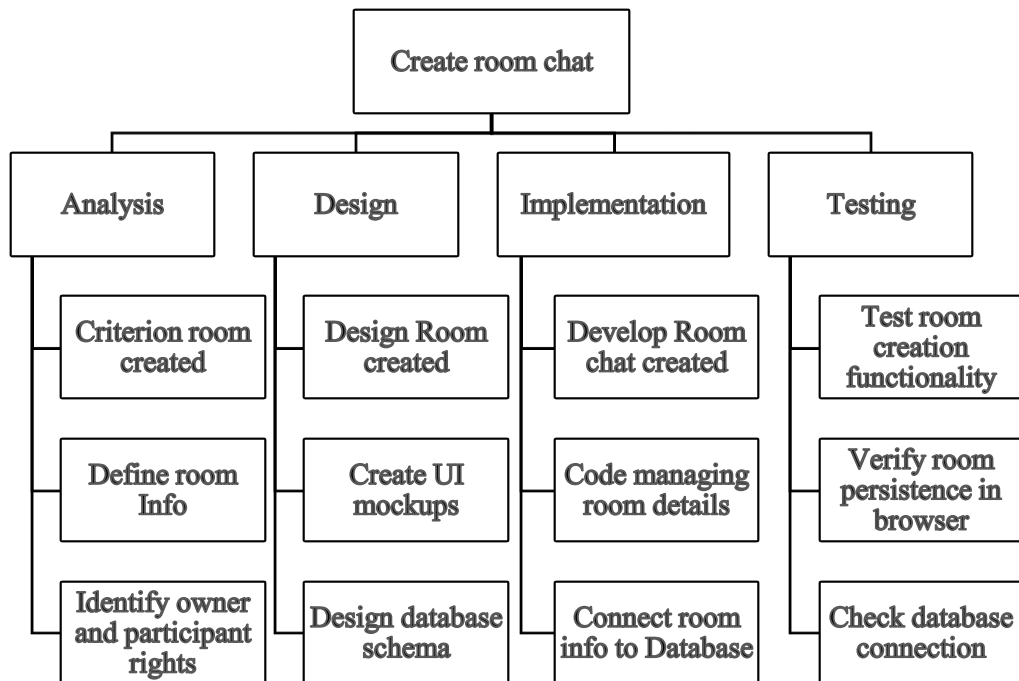 Create room chat
Analysis
Design
Implementation
Testing
Criterion room
created
Design Room
created
Develop Room
chat created
Test room
creation
functionality
Define room
Info
Create UI
mockups
Code managing
room details
Verify room
persistence in
browser
Identify owner
and participant
rights
Design database
schema
Connect room
info to Database
Check database
connection